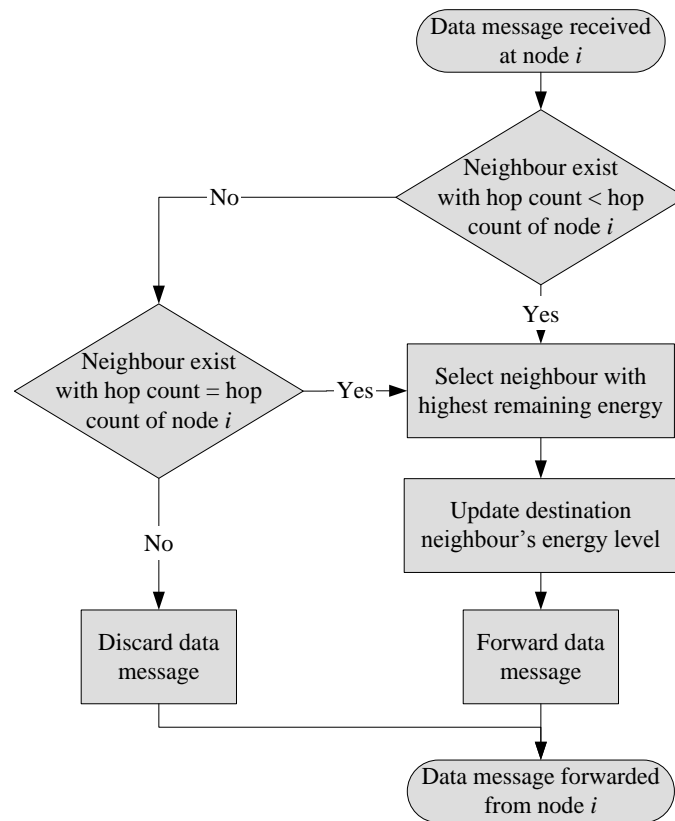 Data message received
at node i
Neighbour exist
with hop count < hop
count of node i
No
Yes
Neighbour exist
with hop count = hop
count of node i
Yes
Select neighbour with
highest remaining energy
Update destination
neighbour's energy level
No
Discard data
message
Forward data
message
Data message forwarded
from node i